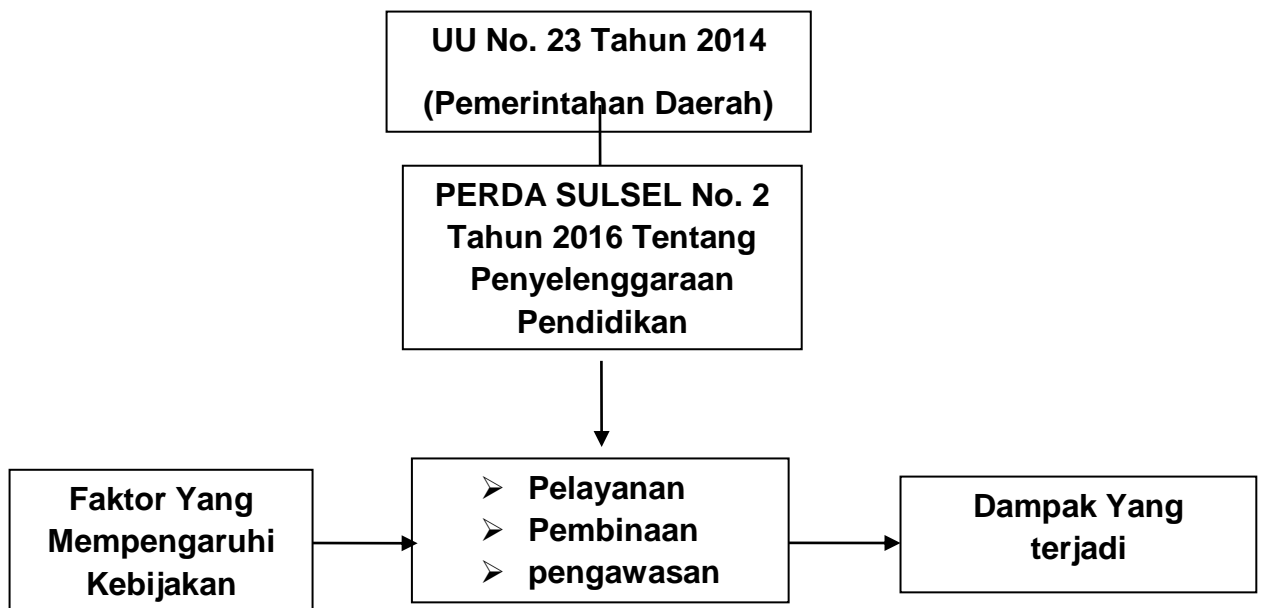 UU No. 23 Tahun 2014
(Pemerintahan Daerah)
PERDA SULSEL No. 2
Tahun 2016 Tentang
Penyelenggaraan
Pendidikan
Faktor Yang
Mempengaruhi
Kebijakan
➢ Pelayanan
➢ Pembinaan
➢ pengawasan
Dampak Yang
terjadi